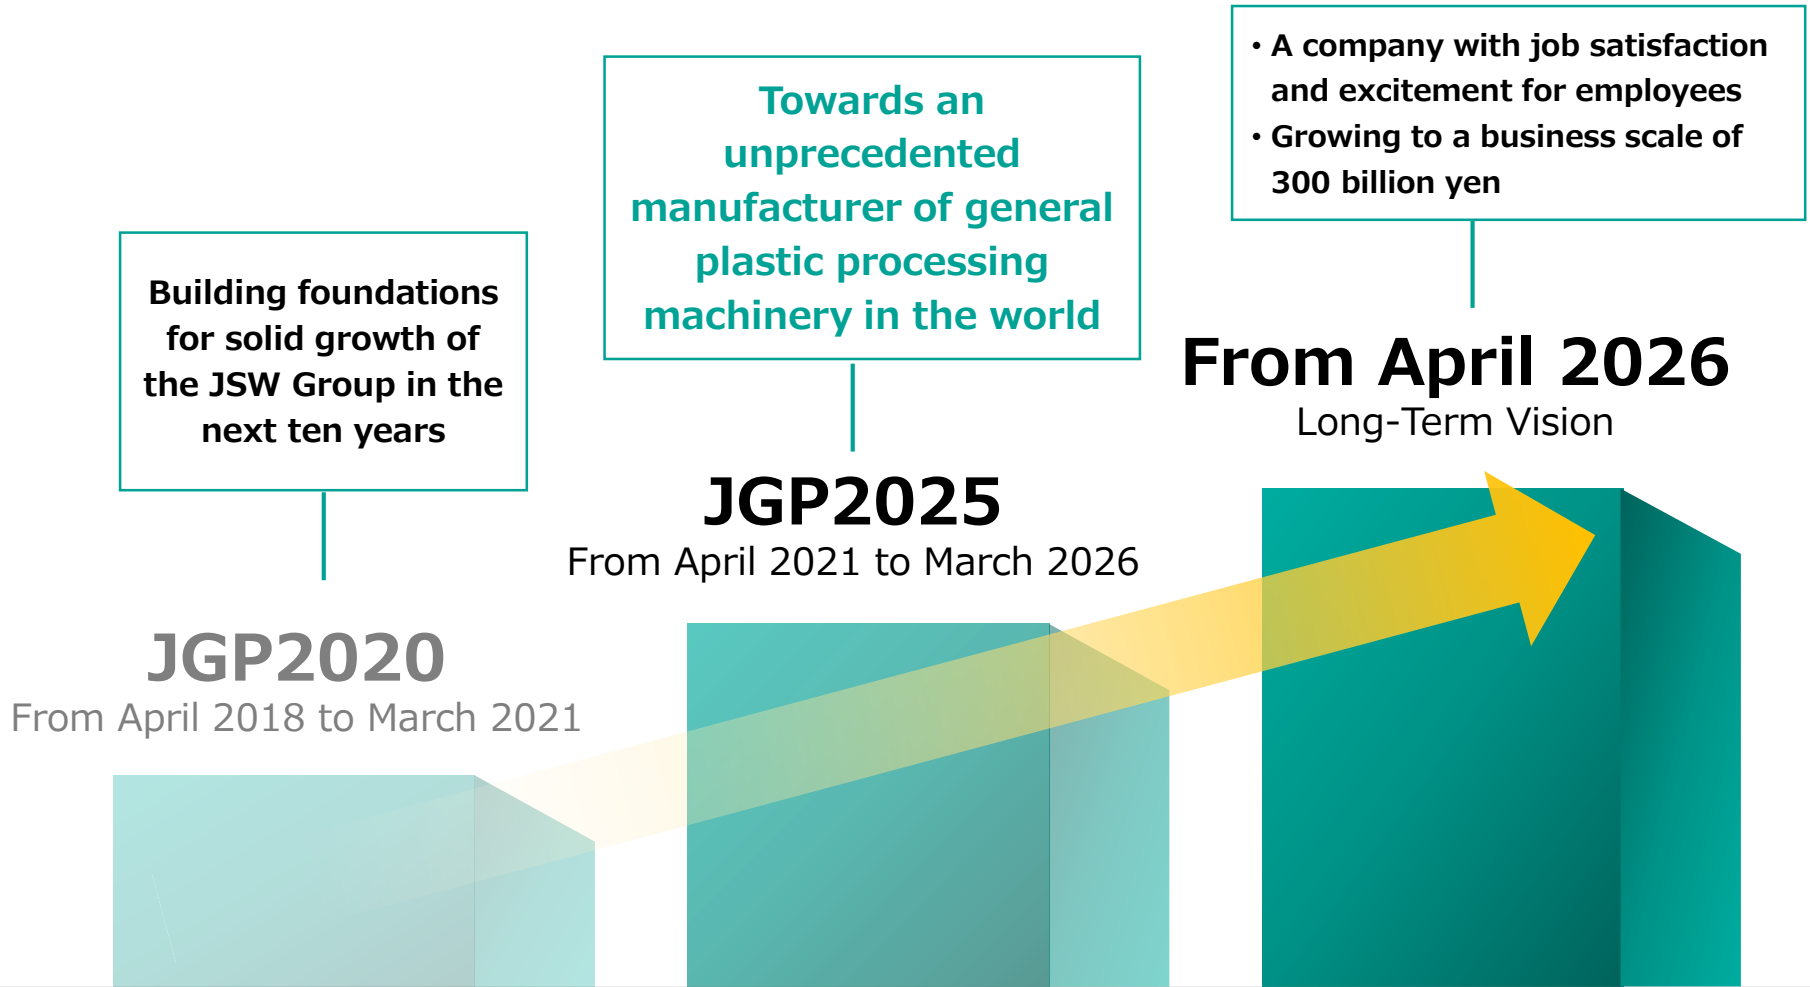 Building foundations
for solid growth of
the JSW Group in the
next ten years
JGP2020
From April 2018 to March 2021
Towards an
unprecedented
manufacturer of general
plastic processing
machinery in the world
JGP2025
From April 2021 to March 2026
・A company with job satisfaction
and excitement for employees
・Growing to a business scale of
300 billion yen
From April 2026
Long-Term Vision